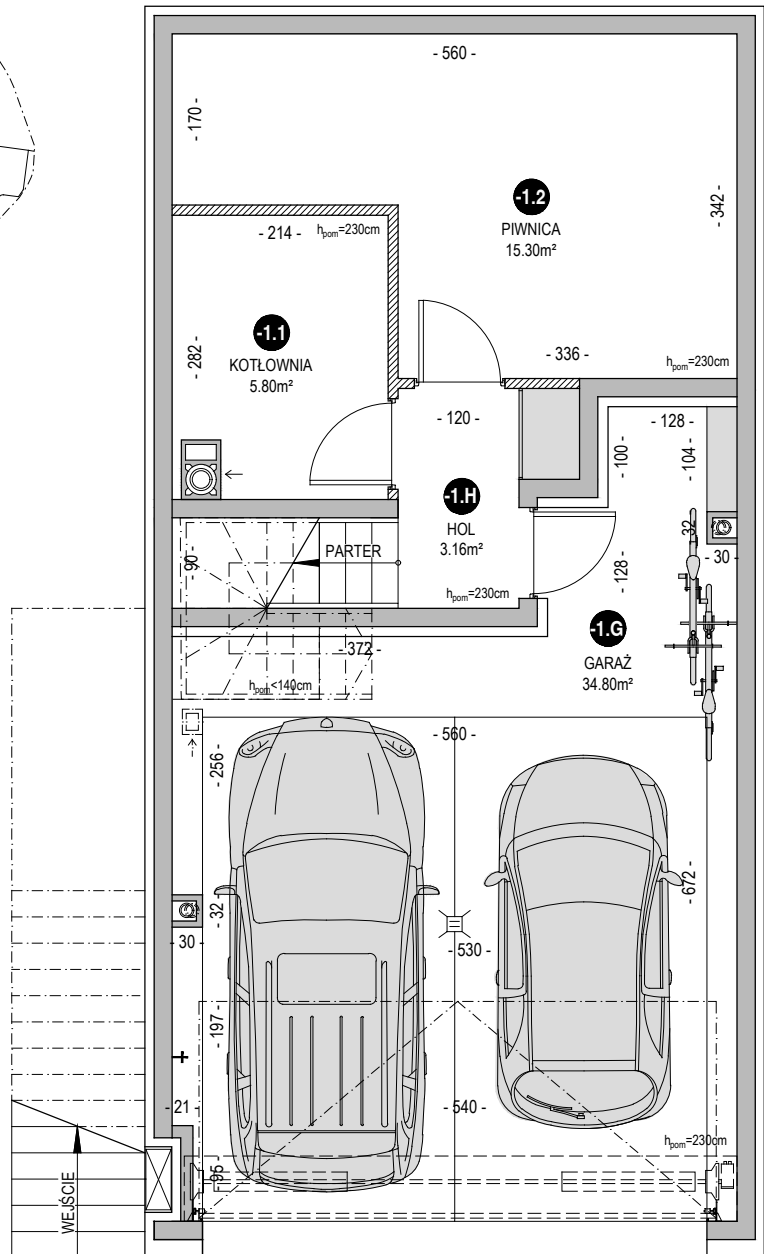 - 560 -
- 170 -
-1.2
PIWNICA
15.30m²
- 342 -
- 214 -
hpom=230cm
-1.1
KOTŁOWNIA
5.80m²
- 282 -
- 336 -
hpom=230cm
- 120 -
- 128 -
- 100 -
- 104 -
-1.H
HOL
3.16m²
32
- 30 -
- 90 -
PARTER
- 128 -
hpom=230cm
-1.G
GARAŻ
34.80m²
- 372 -
hpom<140cm
- 560 -
- 256 -
- 672 -
- 32 -
- 30 -
- 530 -
- 197 -
- 21 -
- 540 -
hpom=230cm
- 95 -
WEJŚCIE